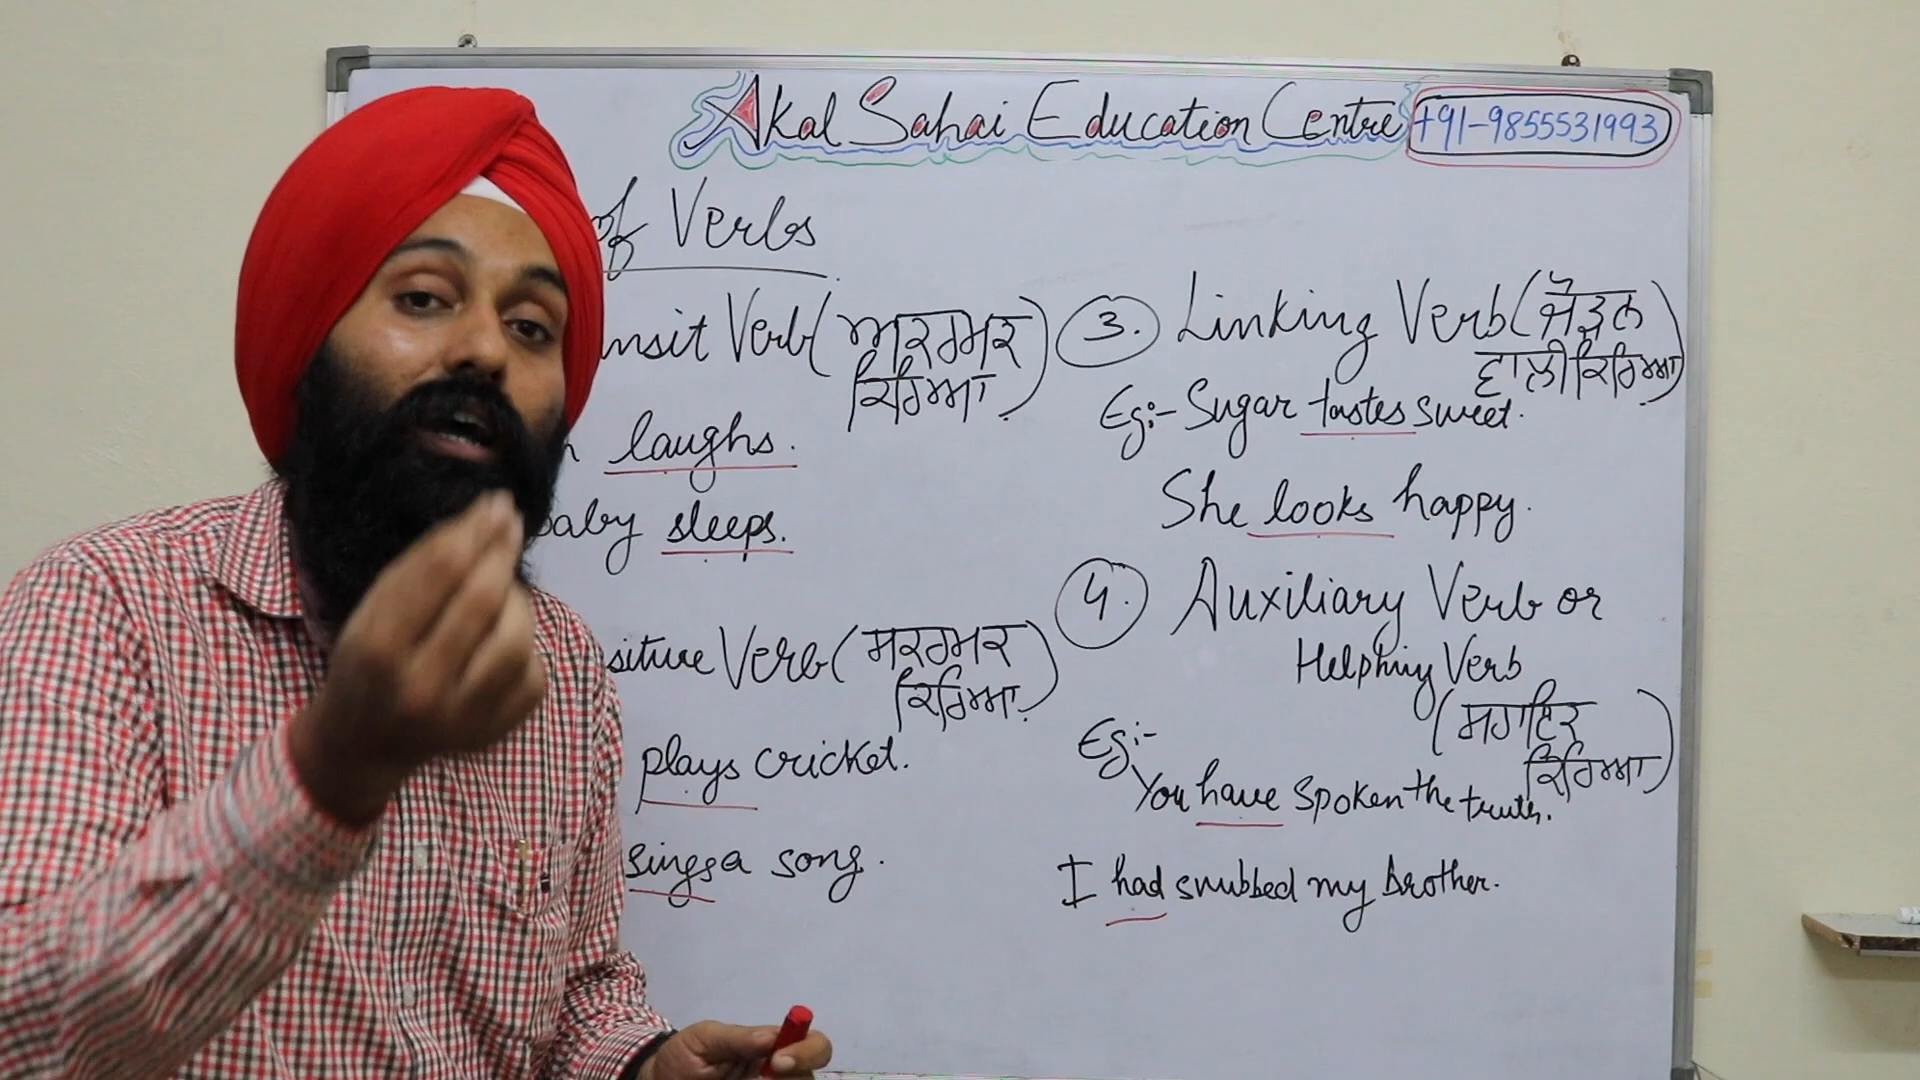 Akal Sahai Education Centre +91-9855531993
of Verbs
nsit Verb (ਅਕਰਮਕ
ਕਿਰਿਆ.)
laughs.
baby sleeps.
sitive Verb (ਸਕਰਮਕ
ਕਿਰਿਆ.)
plays cricket.
sings a song.
3. Linking Verb (ਜੋੜਨ
ਵਾਲੀ ਕਿਰਿਆ)
Eg:- Sugar tastes sweet.
She looks happy.
4. Auxiliary Verb or
Helphing Verb
(ਸਹਾਇਕ
ਕਿਰਿਆ)
Eg:-
You have spoken the truth.
I had snubbed my brother.